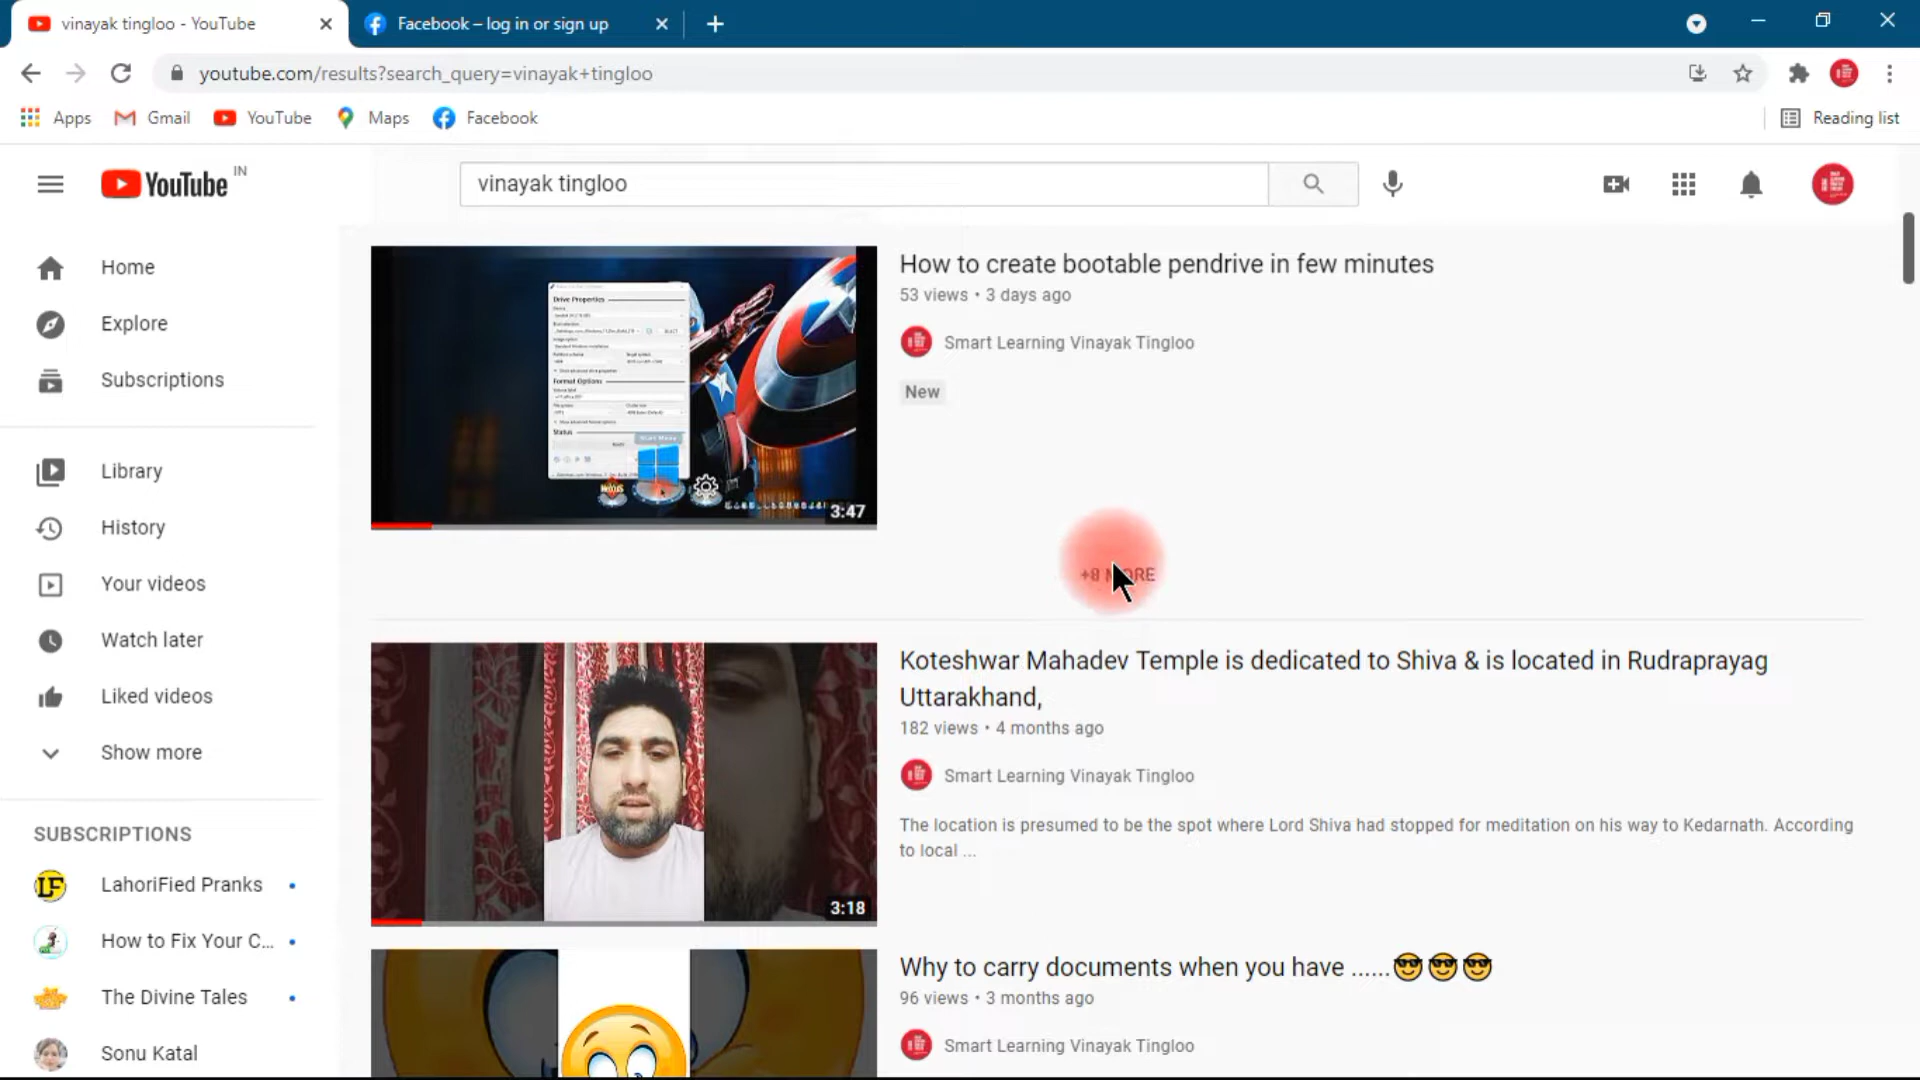 vinayak tingloo - YouTube
Facebook – log in or sign up
youtube.com/results?search_query=vinayak+tingloo
Apps
Gmail
YouTube
Maps
Facebook
Reading list
YouTube IN
vinayak tingloo
Home
Explore
Subscriptions
Library
History
Your videos
Watch later
Liked videos
Show more
SUBSCRIPTIONS
LahoriFied Pranks
How to Fix Your C...
The Divine Tales
Sonu Katal
Drive Properties
Format Options
Status
3:47
How to create bootable pendrive in few minutes
53 views • 3 days ago
Smart Learning Vinayak Tingloo
New
+8 MORE
3:18
Koteshwar Mahadev Temple is dedicated to Shiva & is located in Rudraprayag
Uttarakhand,
182 views • 4 months ago
Smart Learning Vinayak Tingloo
The location is presumed to be the spot where Lord Shiva had stopped for meditation on his way to Kedarnath. According
to local ...
Why to carry documents when you have ......😎😎😎
96 views • 3 months ago
Smart Learning Vinayak Tingloo